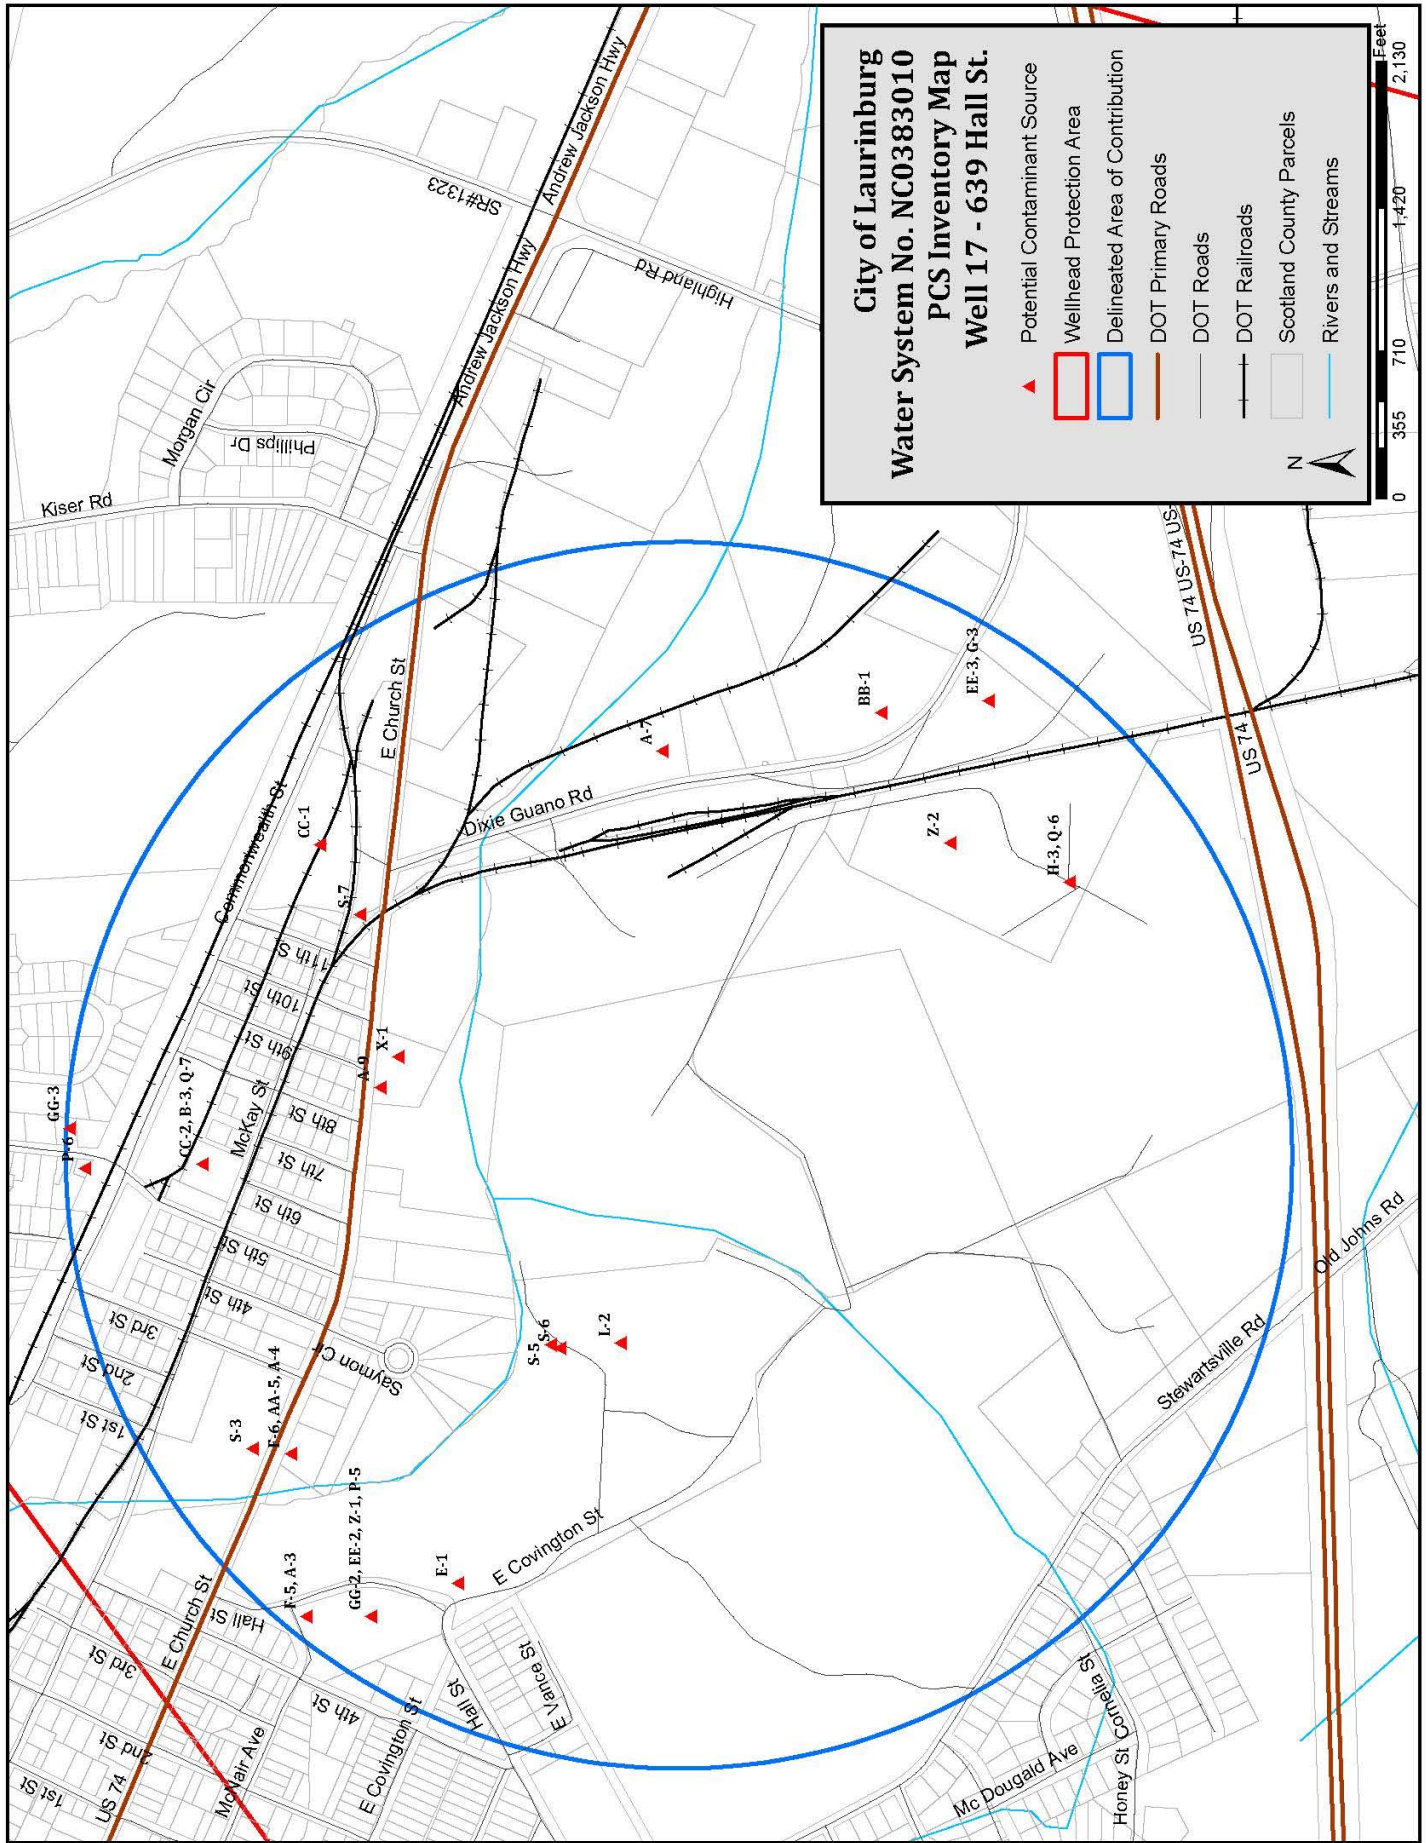 City of Laurinburg
Water System No. NC0383010
PCS Inventory Map
Well 17 - 639 Hall St.
Potential Contaminant Source
Wellhead Protection Area
Delineated Area of Contribution
DOT Primary Roads
DOT Roads
DOT Railroads
Scotland County Parcels
Rivers and Streams
N
0 355 710 1,420 2,130
Feet
Andrew Jackson Hwy
Andrew Jackson Hwy
Andrew Jackson Hwy
SR#1323
Highland Rd
Morgan Cir
Phillips Dr
Kiser Rd
E Church St
Commonwealth St
Dixie Guano Rd
CC-1
S-7
A-7
BB-1
EE-3, G-3
Z-2
H-3, Q-6
US 74 US-74 US-
US 74
11th S
10th St
9th St
8th St
7th St
6th St
5th St
4th St
3rd St
2nd St
1st St
McKay St
X-1
A-9
GG-3
P-6
CC-2, B-3, Q-7
Saymon Cir
S-5
S-6
L-2
S-3
F-6, AA-5, A-4
F-5, A-3
GG-2, EE-2, Z-1, P-5
E-1
E Covington St
E Church St
Hall St
3rd St
2nd St
1st St
US 74
McNair Ave
4th St
E Covington St
Hall St
E Vance St
Stewartsville Rd
Old Johns Rd
Mc Dougald Ave
Honey St
Cornelia St